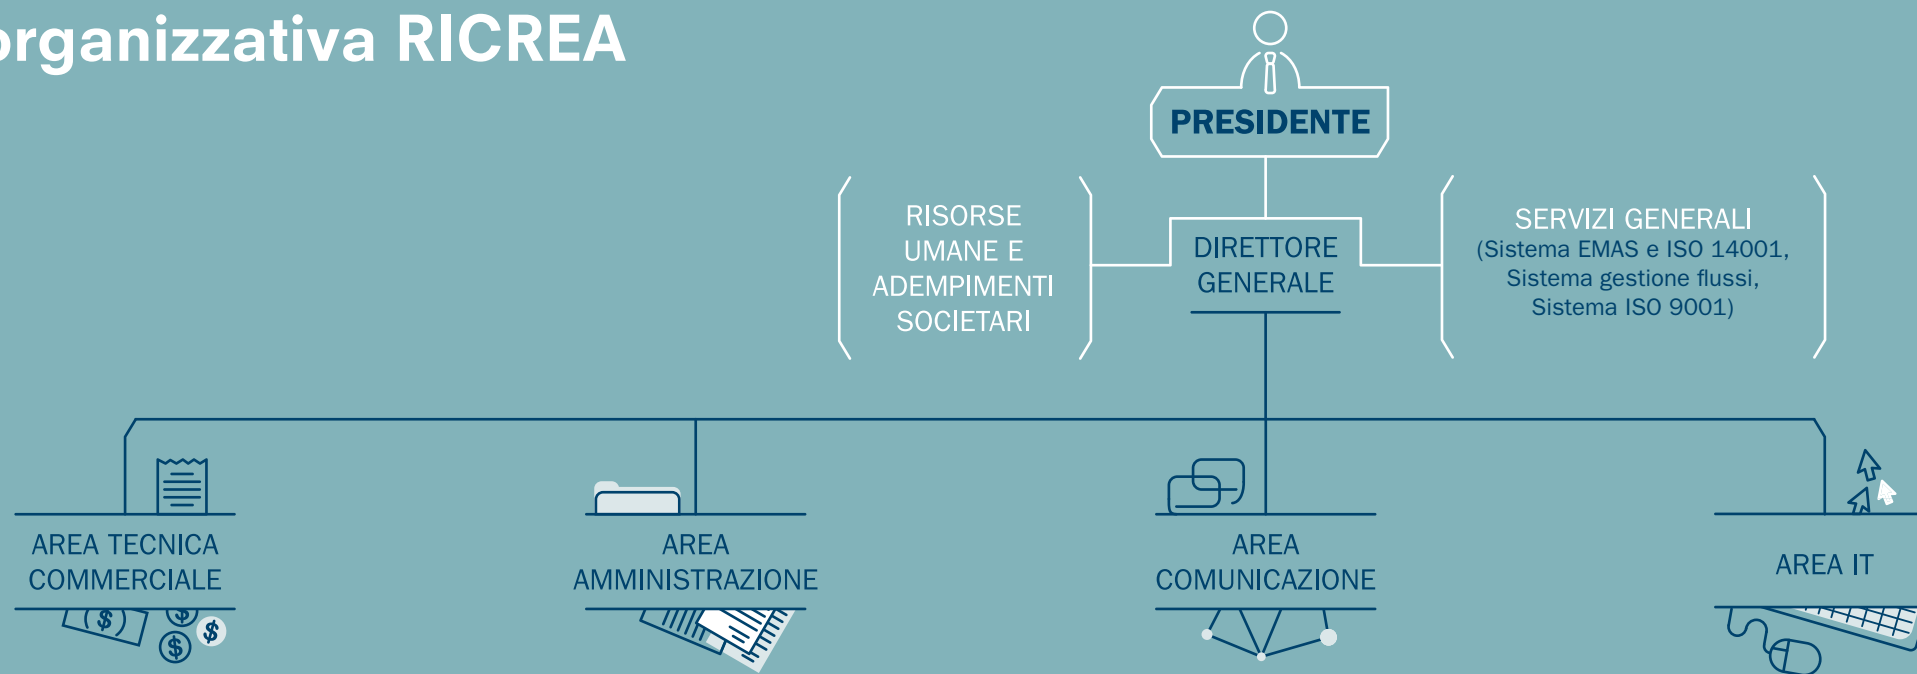 organizzativa RICREA
PRESIDENTE
RISORSE
UMANE E
ADEMPIMENTI
SOCIETARI
DIRETTORE
GENERALE
SERVIZI GENERALI
(Sistema EMAS e ISO 14001,
Sistema gestione flussi,
Sistema ISO 9001)
AREA TECNICA
COMMERCIALE
AREA
AMMINISTRAZIONE
AREA
COMUNICAZIONE
AREA IT